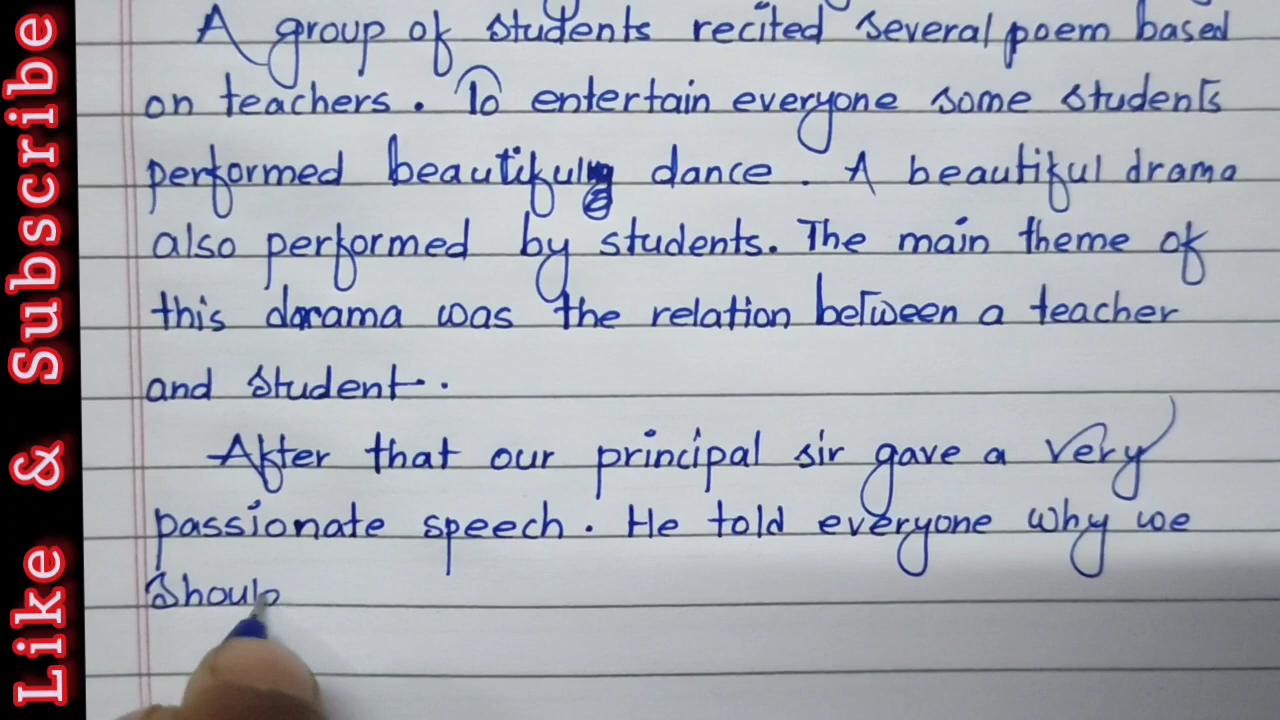 Like & Subscribe
A group of students recited several poem based
on teachers. To entertain everyone some students
performed beautiful dance. A beautiful drama
also performed by students. The main theme of
this darama was the relation between a teacher
and student.
After that our principal sir gave a very
passionate speech. He told everyone why we